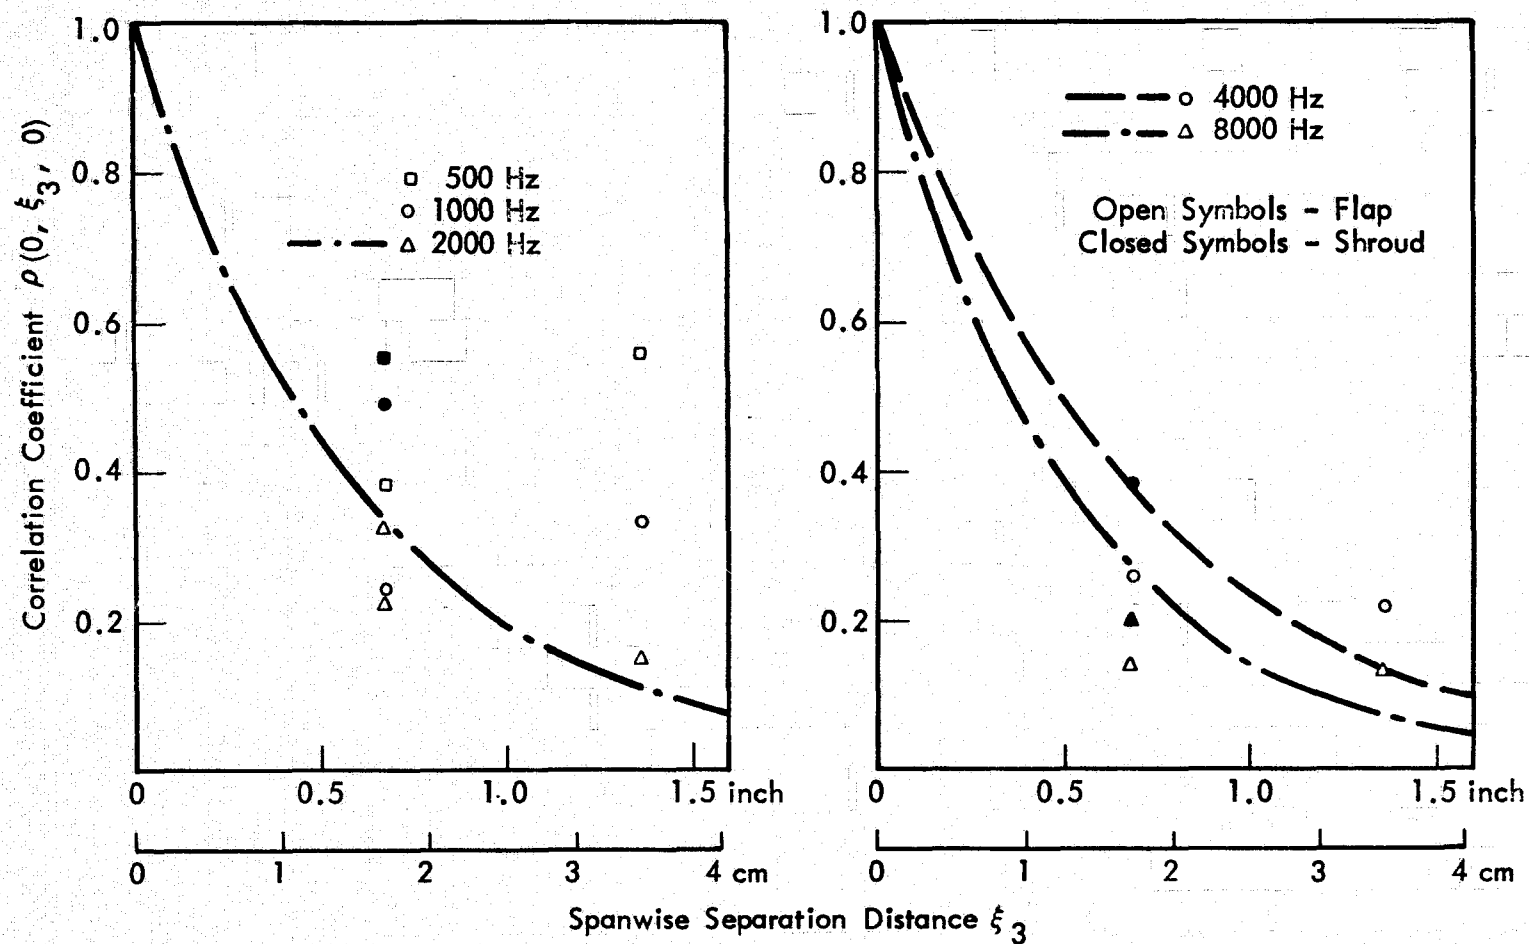 Correlation Coefficient ρ (0, ξ3, 0)
1.0
0.8
0.6
0.4
0.2
□ 500 Hz
○ 1000 Hz
△ 2000 Hz
0 0.5 1.0 1.5 inch
0 1 2 3 4 cm
1.0
0.8
0.6
0.4
0.2
○ 4000 Hz
△ 8000 Hz
Open Symbols - Flap
Closed Symbols - Shroud
0 0.5 1.0 1.5 inch
0 1 2 3 4 cm
Spanwise Separation Distance ξ3